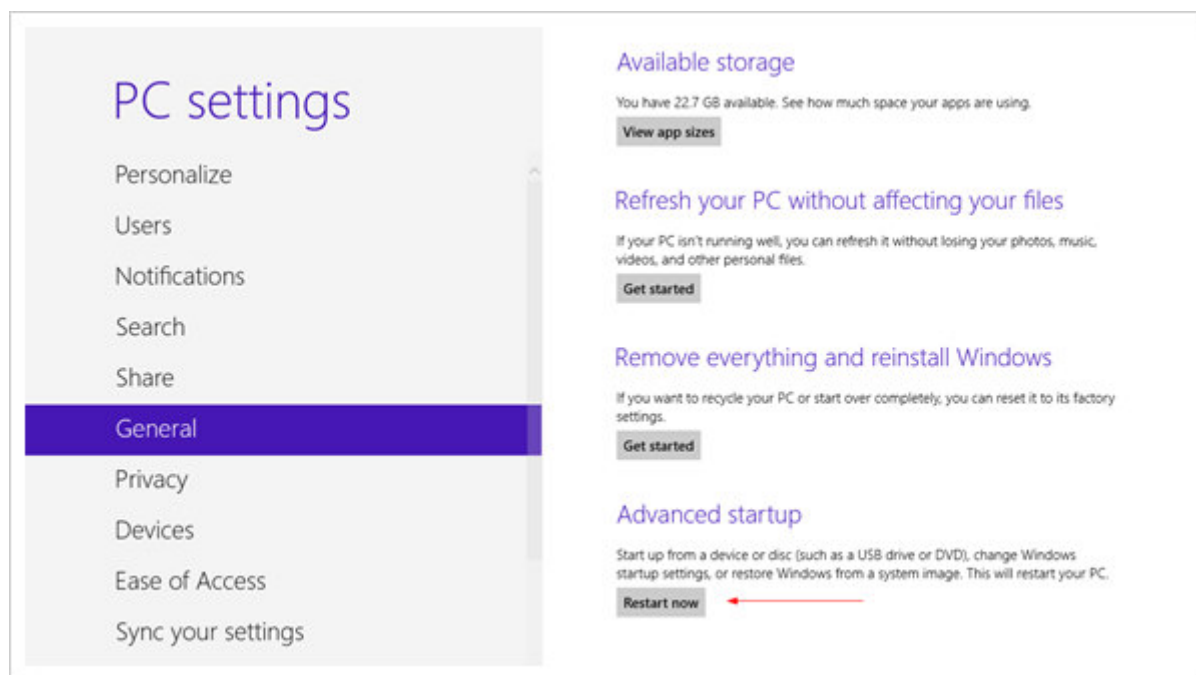 PC settings
Personalize
Users
Notifications
Search
Share
General
Privacy
Devices
Ease of Access
Sync your settings
Available storage
You have 22.7 GB available. See how much space your apps are using.
View app sizes
Refresh your PC without affecting your files
If your PC isn't running well, you can refresh it without losing your photos, music,
videos, and other personal files.
Get started
Remove everything and reinstall Windows
If you want to recycle your PC or start over completely, you can reset it to its factory
settings.
Get started
Advanced startup
Start up from a device or disc (such as a USB drive or DVD), change Windows
startup settings, or restore Windows from a system image. This will restart your PC.
Restart now